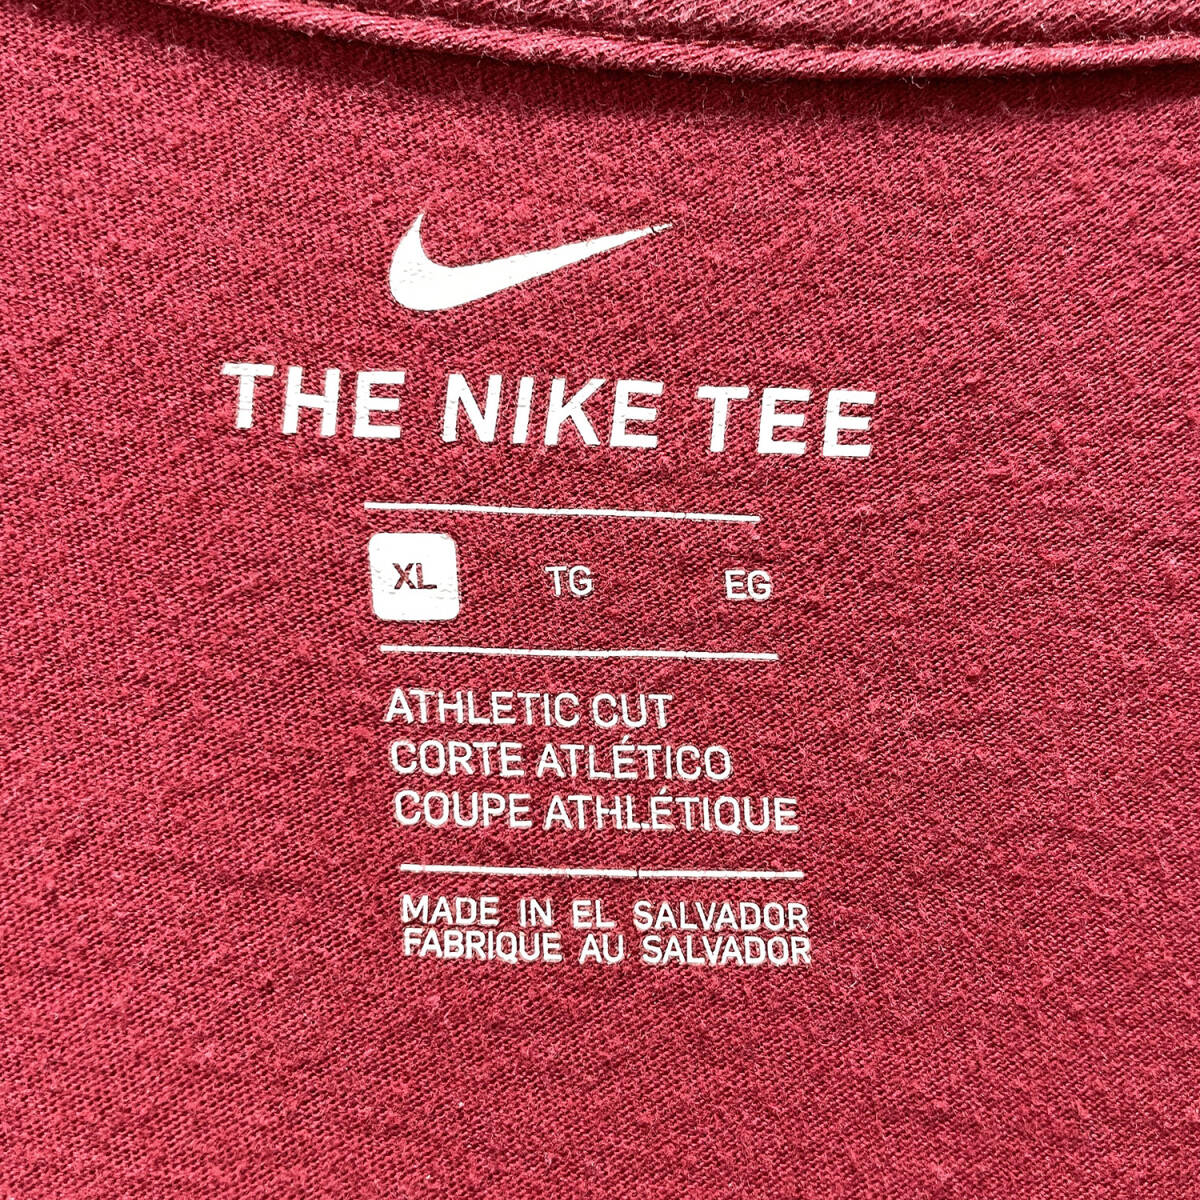 THE NIKE TEE
XL TG EG
ATHLETIC CUT
CORTE ATLÉTICO
COUPE ATHLÉTIQUE
MADE IN EL SALVADOR
FABRIQUE AU SALVADOR